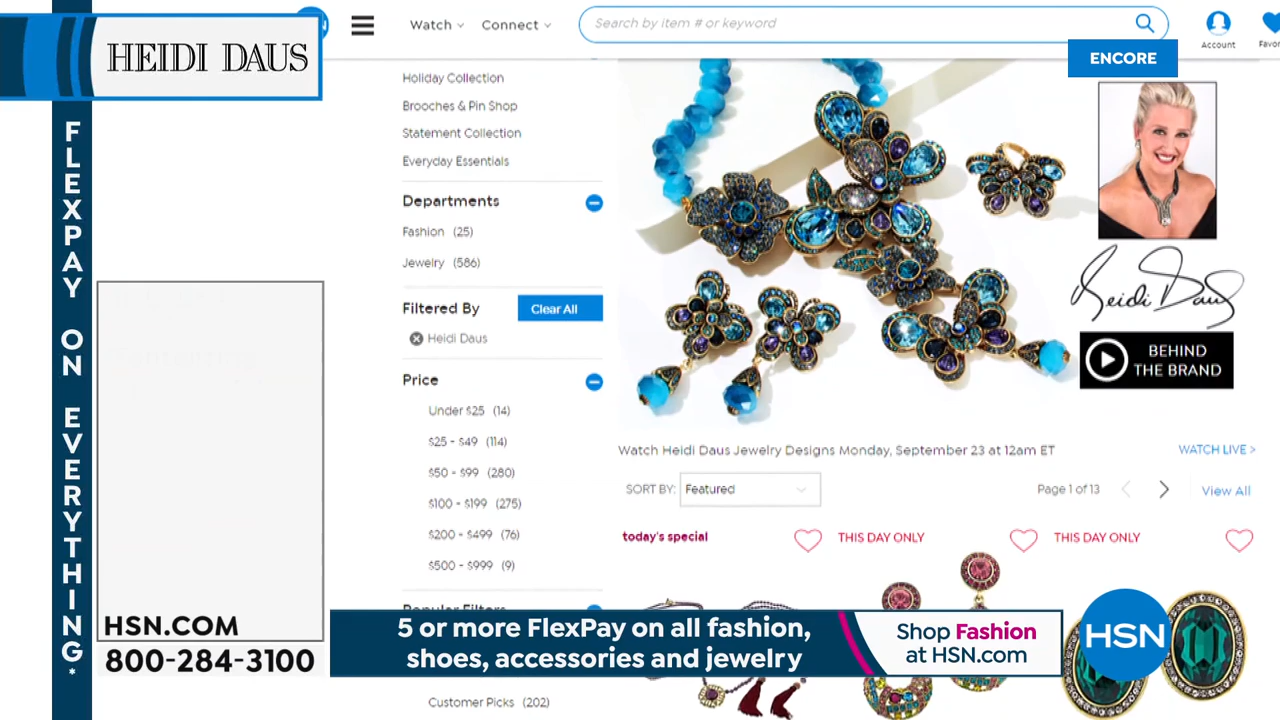 HEIDI DAUS
FLEXPAY ON EVERYTHING*
Watch
Connect
Search by item # or keyword
Account
ENCORE
Holiday Collection
Brooches & Pin Shop
Statement Collection
Everyday Essentials
Departments
Fashion (25)
Jewelry (586)
Filtered By
Clear All
Heidi Daus
Price
Under $25 (14)
$25 - $49 (114)
$50 - $99 (280)
$100 - $199 (275)
$200 - $499 (76)
$500 - $999 (9)
Popular Filters
Customer Picks (202)
Heidi Daus
BEHIND
THE BRAND
Watch Heidi Daus Jewelry Designs Monday, September 23 at 12am ET
WATCH LIVE >
SORT BY: Featured
Page 1 of 13
View All
today's special
THIS DAY ONLY
THIS DAY ONLY
HSN.COM
800-284-3100
5 or more FlexPay on all fashion,
shoes, accessories and jewelry
Shop Fashion
at HSN.com
HSN